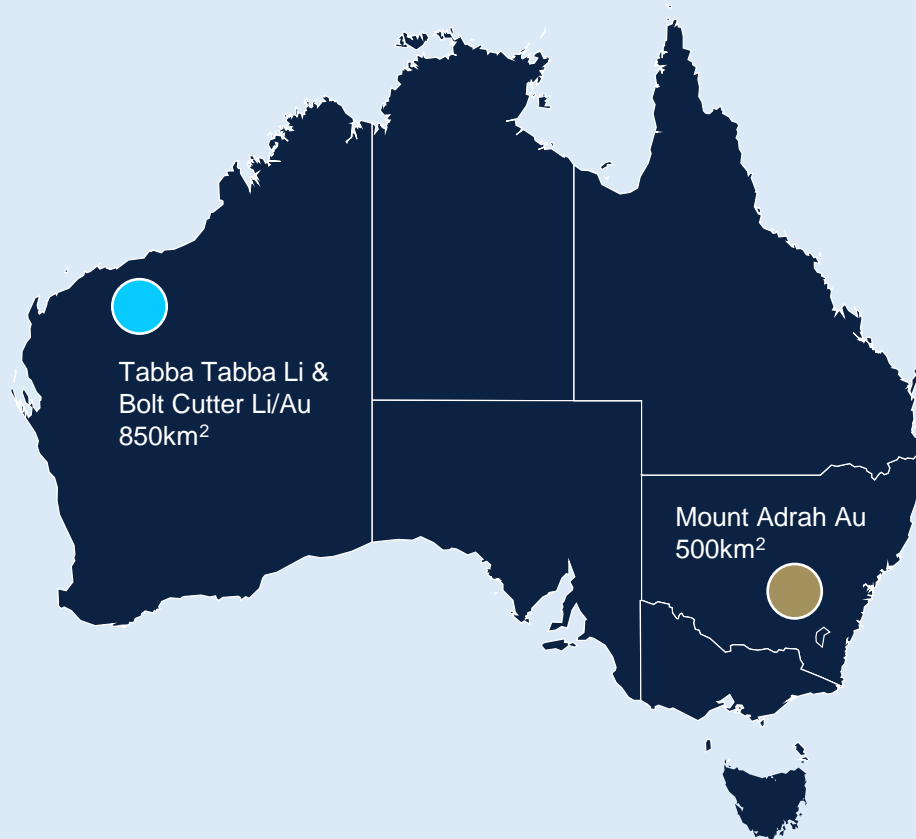 Tabba Tabba Li &
Bolt Cutter Li/Au
850km²
Mount Adrah Au
500km²